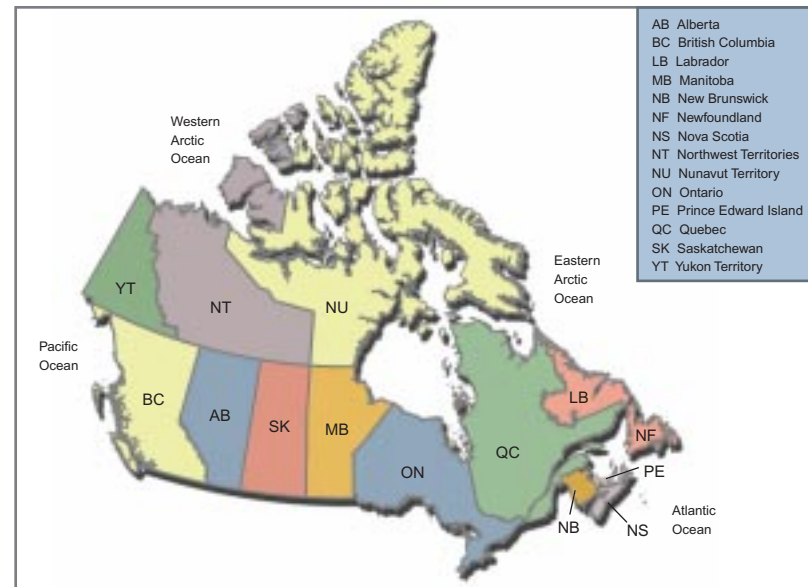 AB Alberta
BC British Columbia
LB Labrador
MB Manitoba
NB New Brunswick
NF Newfoundland
NS Nova Scotia
NT Northwest Territories
NU Nunavut Territory
ON Ontario
PE Prince Edward Island
QC Quebec
SK Saskatchewan
YT Yukon Territory
Western
Arctic
Ocean
Eastern
Arctic
Ocean
Pacific
Ocean
Atlantic
Ocean
YT
NT
NU
BC
AB
SK
MB
ON
QC
LB
NF
PE
NB
NS